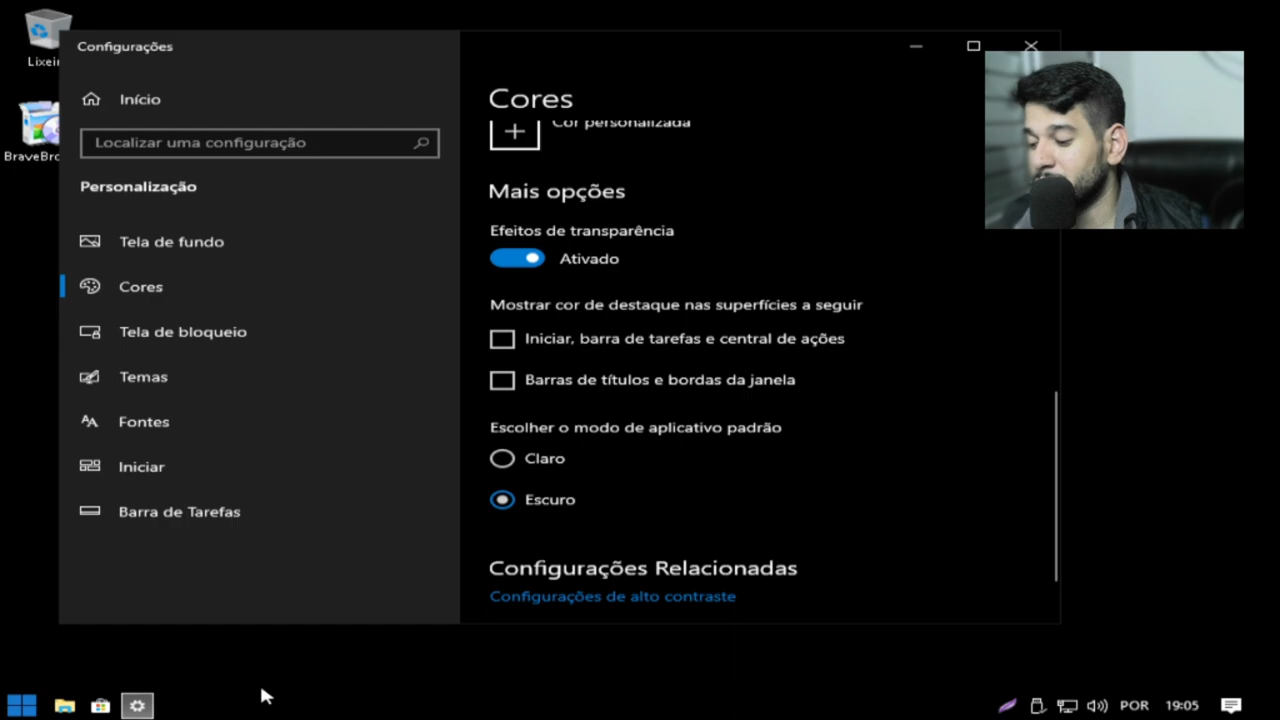 Lixeir
BraveBro
Configurações
Início
Localizar uma configuração
Personalização
Tela de fundo
Cores
Tela de bloqueio
Temas
Fontes
Iniciar
Barra de Tarefas
Cores
Cor personalizada
Mais opções
Efeitos de transparência
Ativado
Mostrar cor de destaque nas superfícies a seguir
Iniciar, barra de tarefas e central de ações
Barras de títulos e bordas da janela
Escolher o modo de aplicativo padrão
Claro
Escuro
Configurações Relacionadas
Configurações de alto contraste
POR 19:05